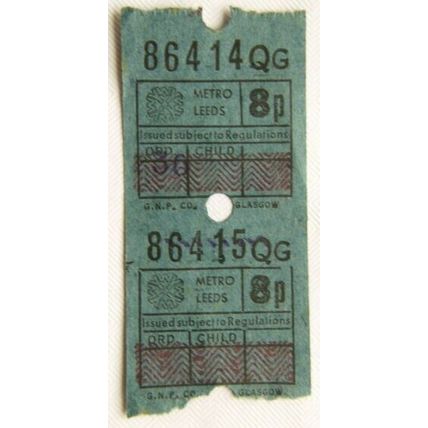 86414QG
METRO
LEEDS
8p
Issued subject to Regulations
ORD CHILD
36
G.N.P. CO. GLASGOW
86415QG
METRO
LEEDS
8p
Issued subject to Regulations
ORD CHILD
G.N.P. CO GLASGOW.